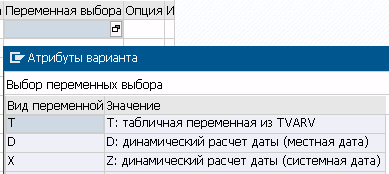 Переменная выбора Опция И
Атрибуты варианта
Выбор переменных выбора
Вид переменной Значение
T T: табличная переменная из TVARV
D D: динамический расчет даты (местная дата)
X Z: динамический расчет даты (системная дата)